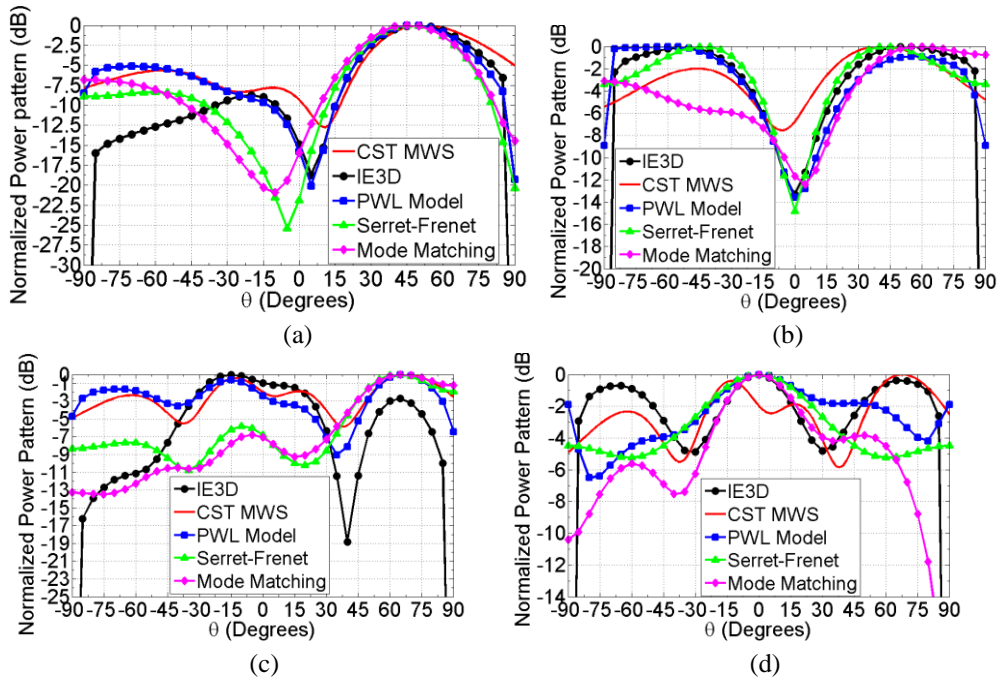 Normalized Power pattern (dB)
0
-2.5
-5
-7.5
-10
-12.5
-15
-17.5
-20
-22.5
-25
-27.5
-30
CST MWS
IE3D
PWL Model
Serret-Frenet
Mode Matching
-90 -75 -60 -45 -30 -15 0 15 30 45 60 75 90
θ (Degrees)
(a)
Normalized Power Pattern (dB)
0
-2
-4
-6
-8
-10
-12
-14
-16
-18
-20
IE3D
CST MWS
PWL Model
Serret-Frenet
Mode Matching
-90 -75 -60 -45 -30 -15 0 15 30 45 60 75 90
θ (Degrees)
(b)
Normalized Power Pattern (dB)
0
-1
-3
-5
-7
-9
-11
-13
-15
-17
-19
-21
-23
-25
IE3D
CST MWS
PWL Model
Serret-Frenet
Mode Matching
-90 -75 -60 -45 -30 -15 0 15 30 45 60 75 90
θ (Degrees)
(c)
Normalized Power Pattern (dB)
0
-2
-4
-6
-8
-10
-12
-14
IE3D
CST MWS
PWL Model
Serret-Frenet
Mode Matching
-90 -75 -60 -45 -30 -15 0 15 30 45 60 75 90
θ (Degrees)
(d)